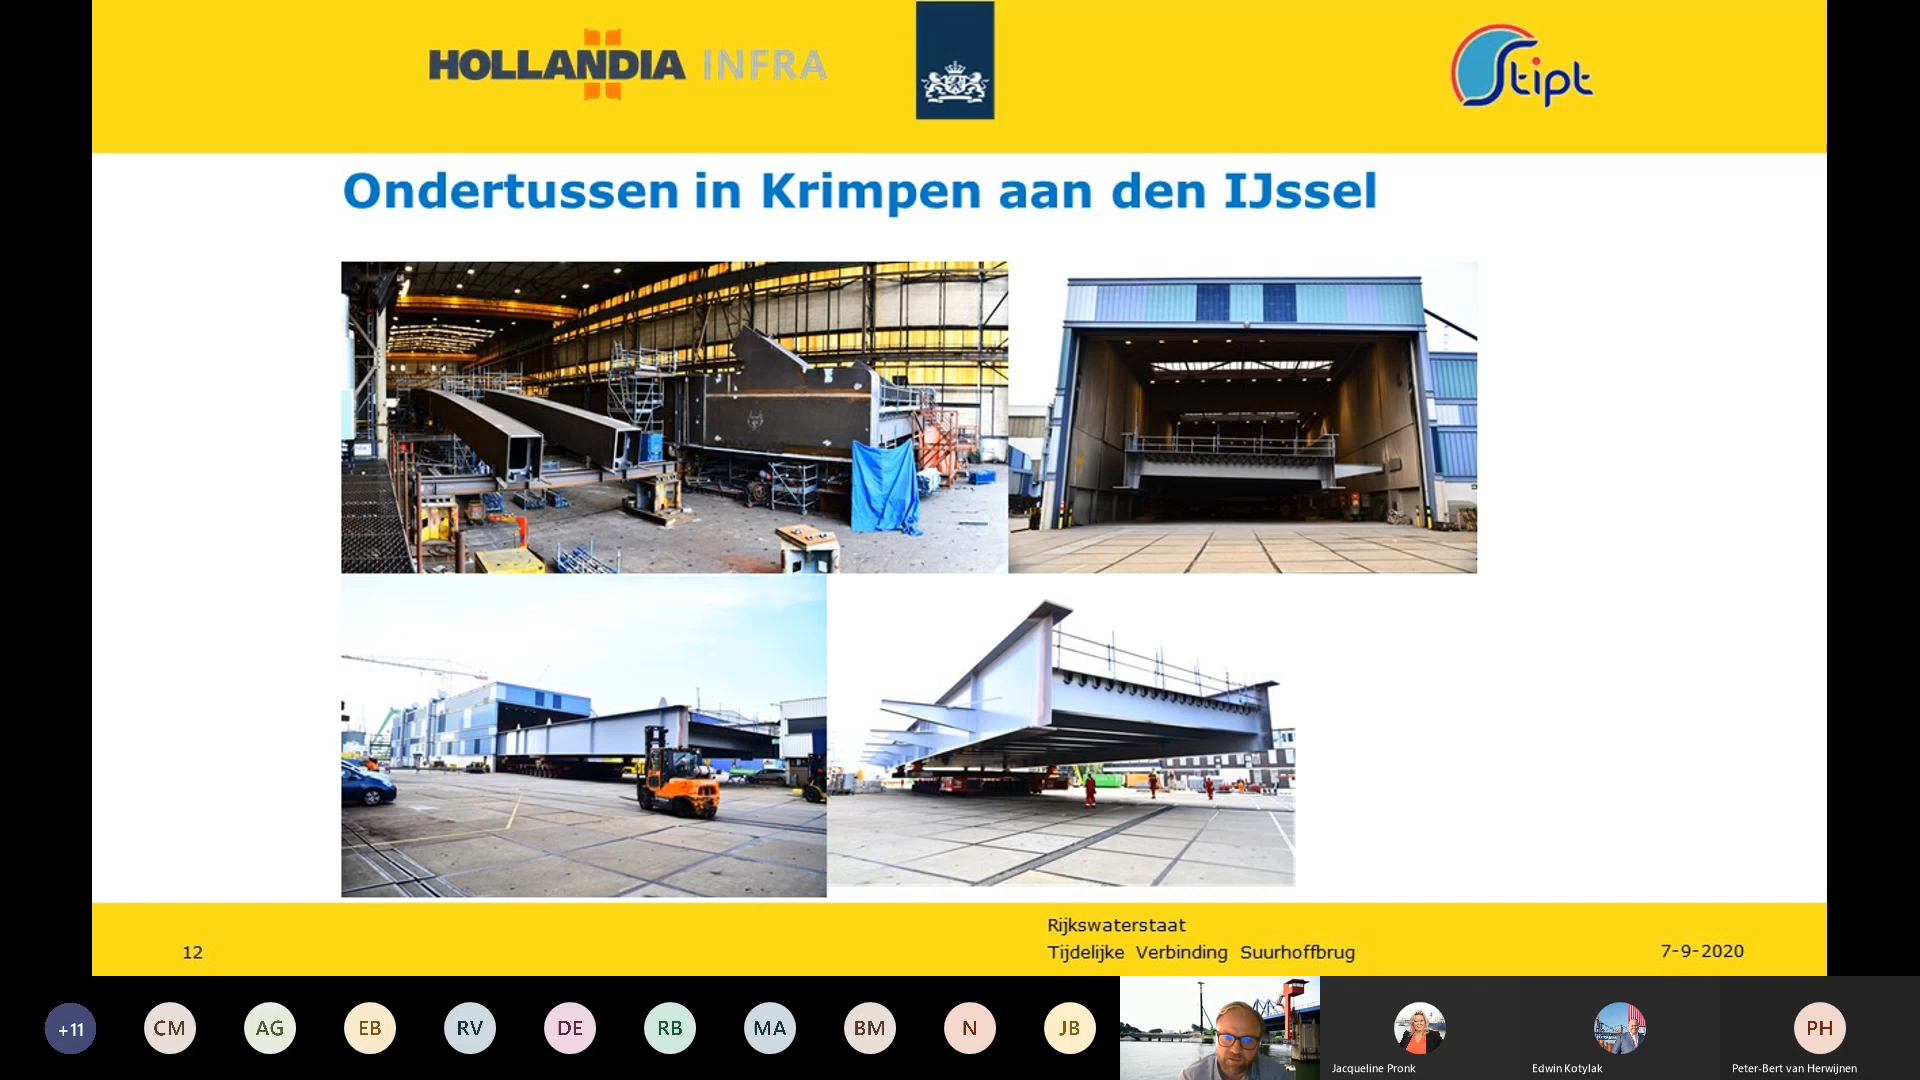 HOLLANDIA INFRA
Stipt
Ondertussen in Krimpen aan den IJssel
Rijkswaterstaat
12
Tijdelijke Verbinding Suurhoffbrug
7-9-2020
+11
CM
AG
EB
RV
DE
RB
MA
BM
N
JB
PH
Jacqueline Pronk
Edwin Kotylak
Peter-Bert van Herwijnen